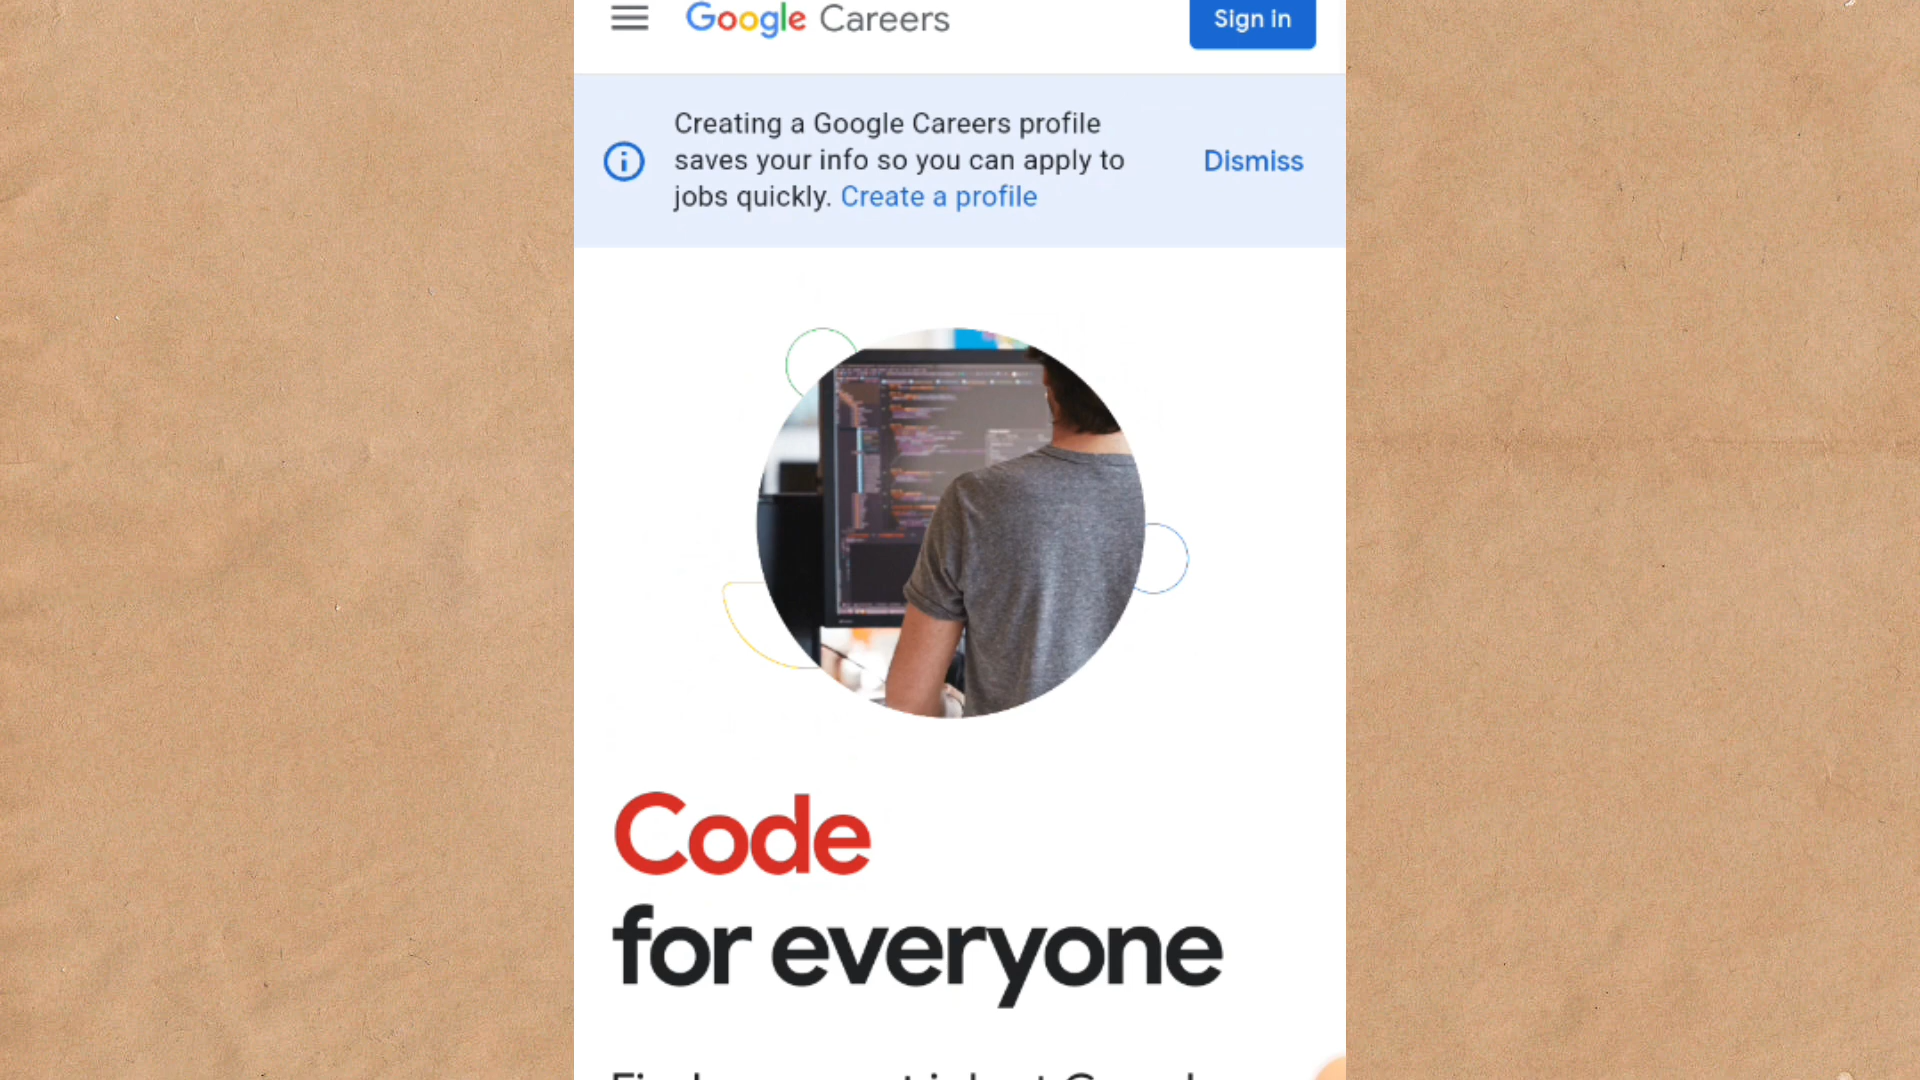 Google Careers
Sign in
Creating a Google Careers profile
saves your info so you can apply to
jobs quickly. Create a profile
Dismiss
Code
for everyone